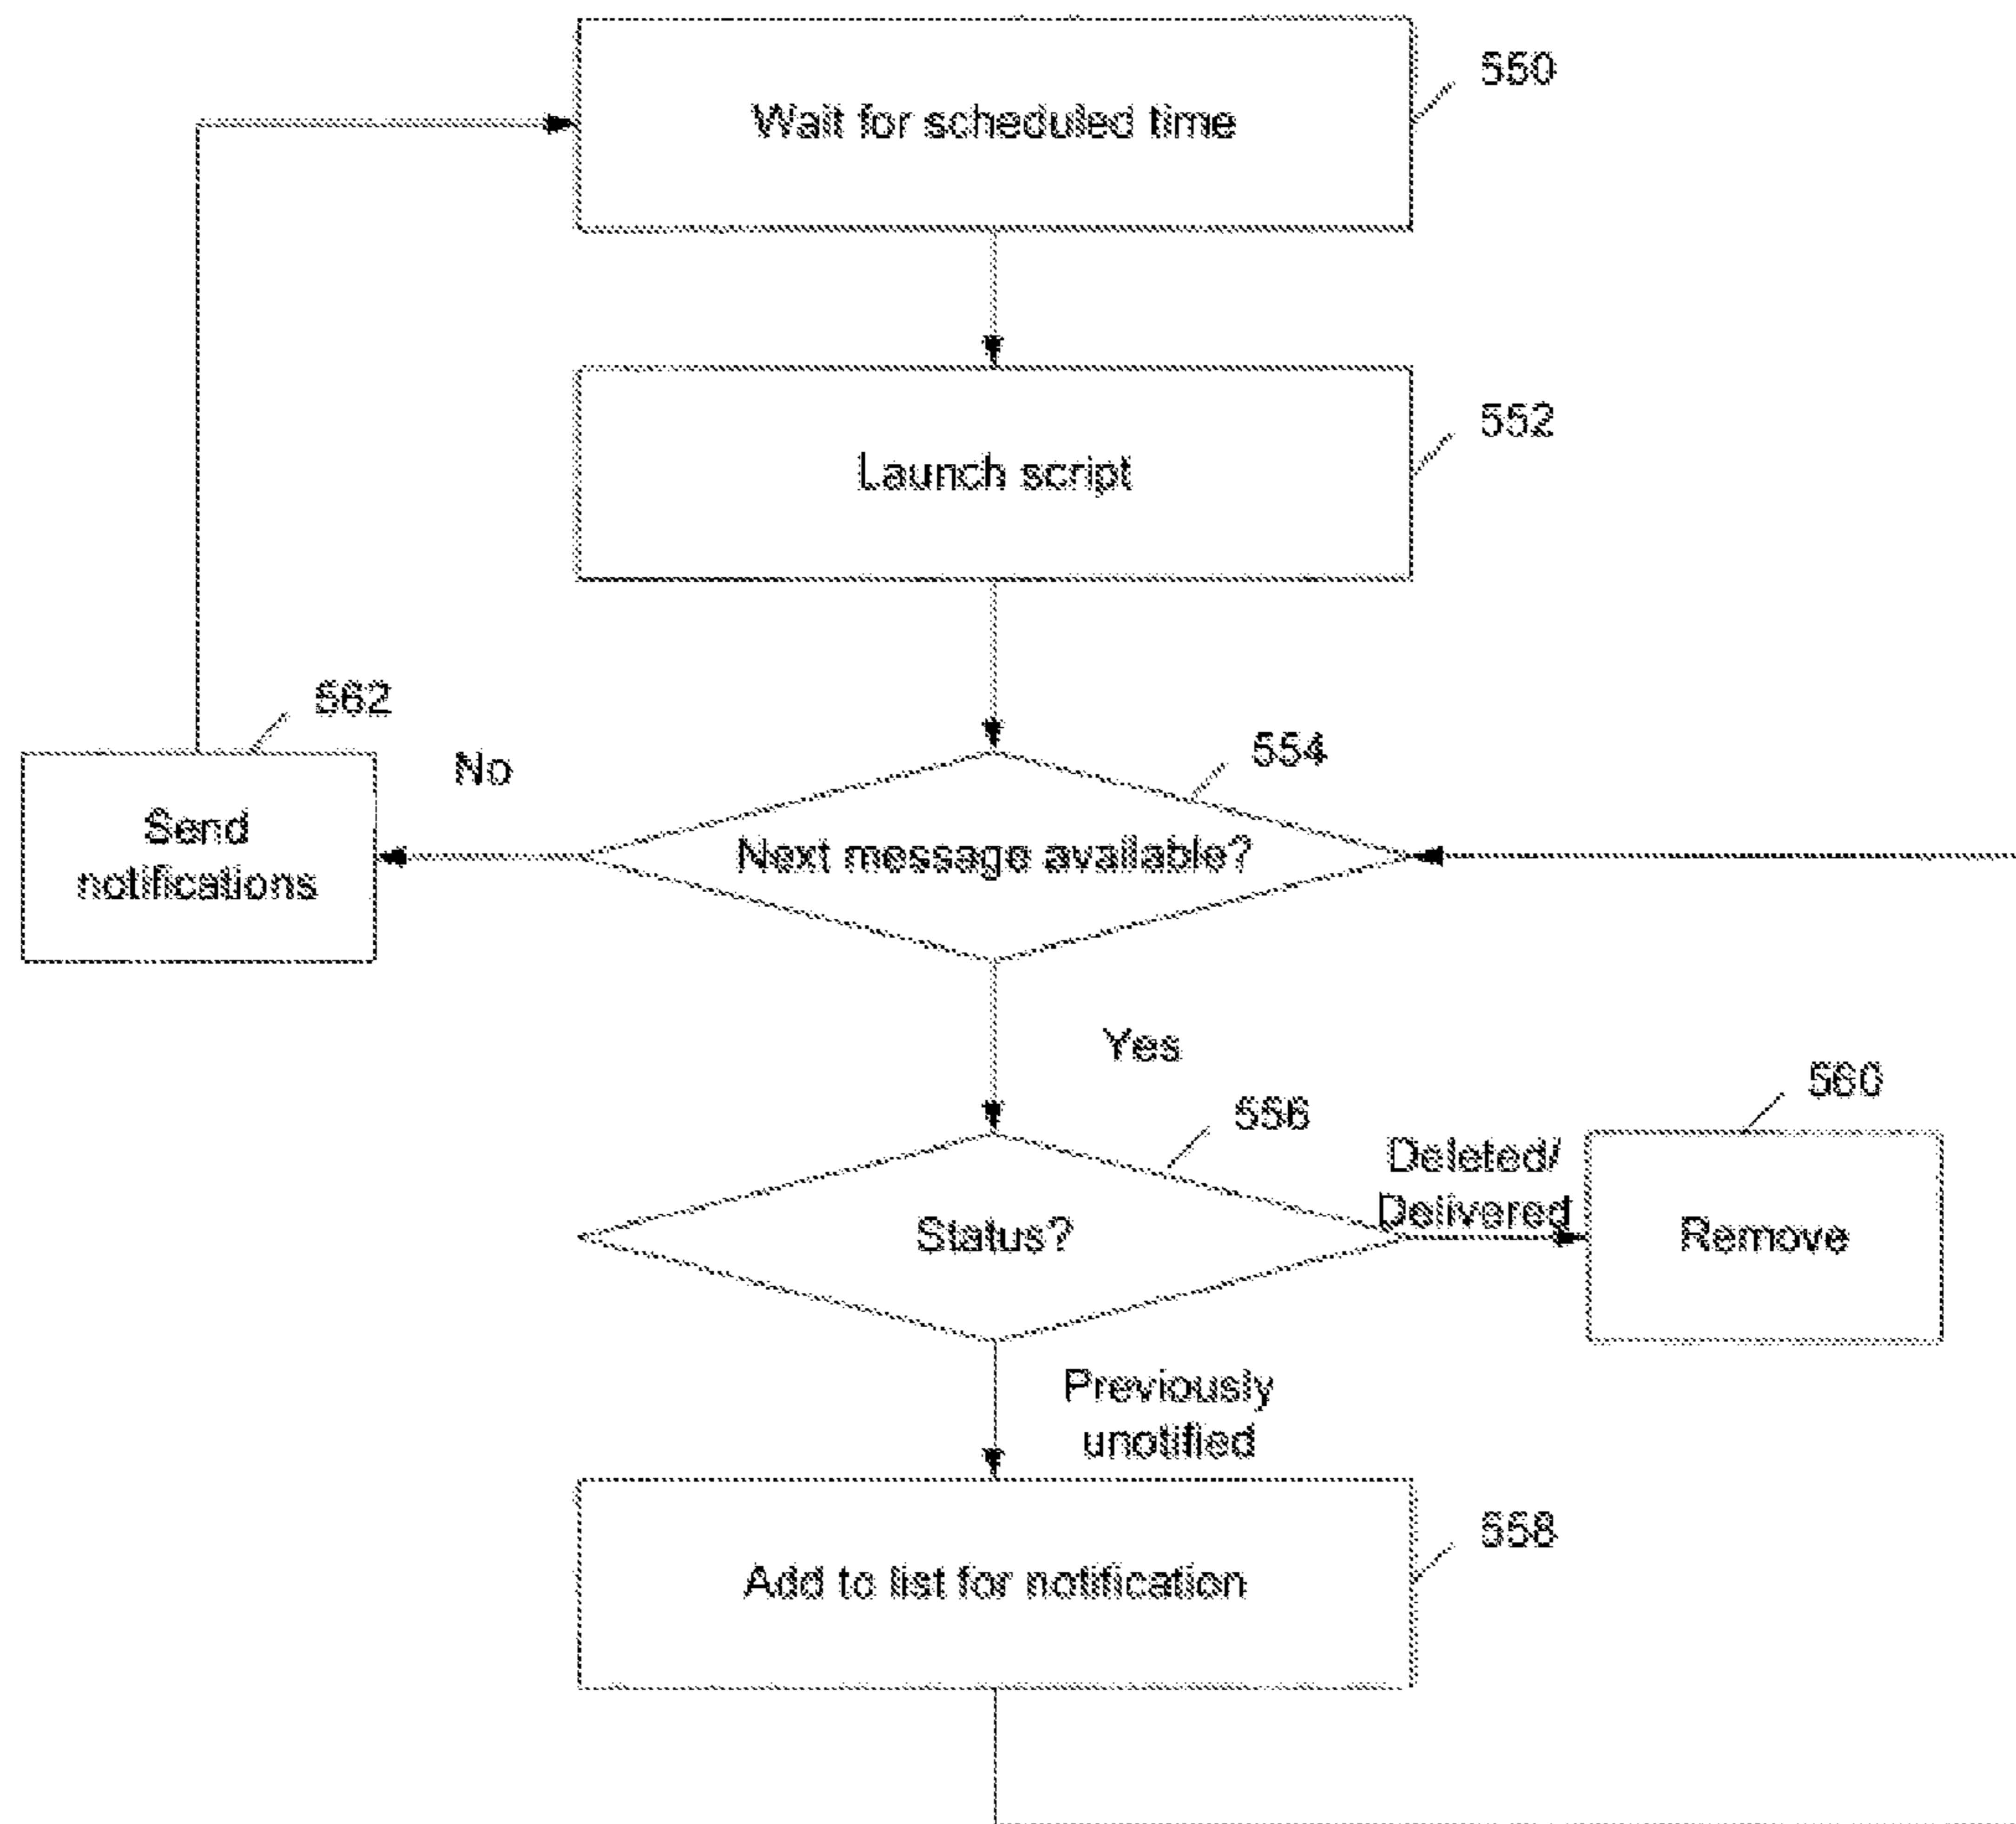 550
Wait for scheduled time
552
Launch script
562
No
554
Send
notifications
Next message available?
Yes
560
556
Deleted/
Delivered
Status?
Remove
Previously
unotified
558
Add to list for notification